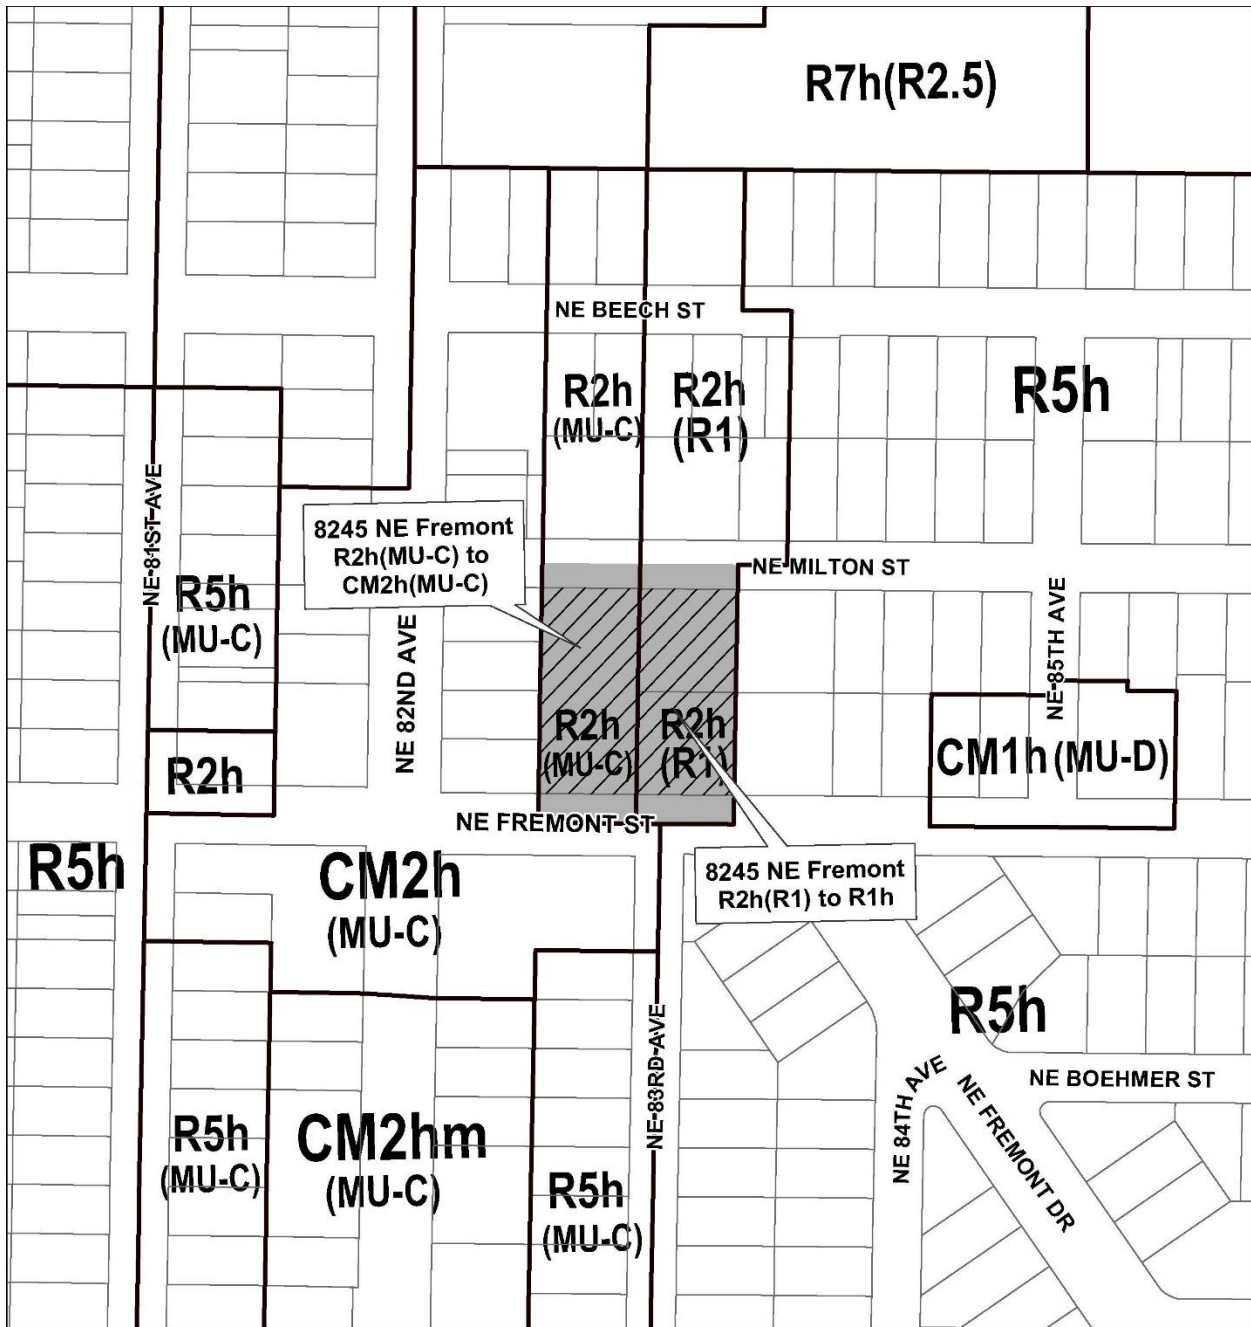 R7h(R2.5)
NE BEECH ST
R2h
(MU-C)
R2h
(R1)
R5h
NE 81ST AVE
8245 NE Fremont
R2h(MU-C) to
CM2h(MU-C)
NE MILTON ST
R5h
(MU-C)
NE 82ND AVE
NE 85TH AVE
R2h
(MU-C)
R2h
(R1)
CM1h (MU-D)
R2h
NE FREMONT ST
R5h
CM2h
(MU-C)
8245 NE Fremont
R2h(R1) to R1h
R5h
NE 83RD AVE
NE 84TH AVE
NE BOEHMER ST
NE FREMONT DR
R5h
(MU-C)
CM2hm
(MU-C)
R5h
(MU-C)